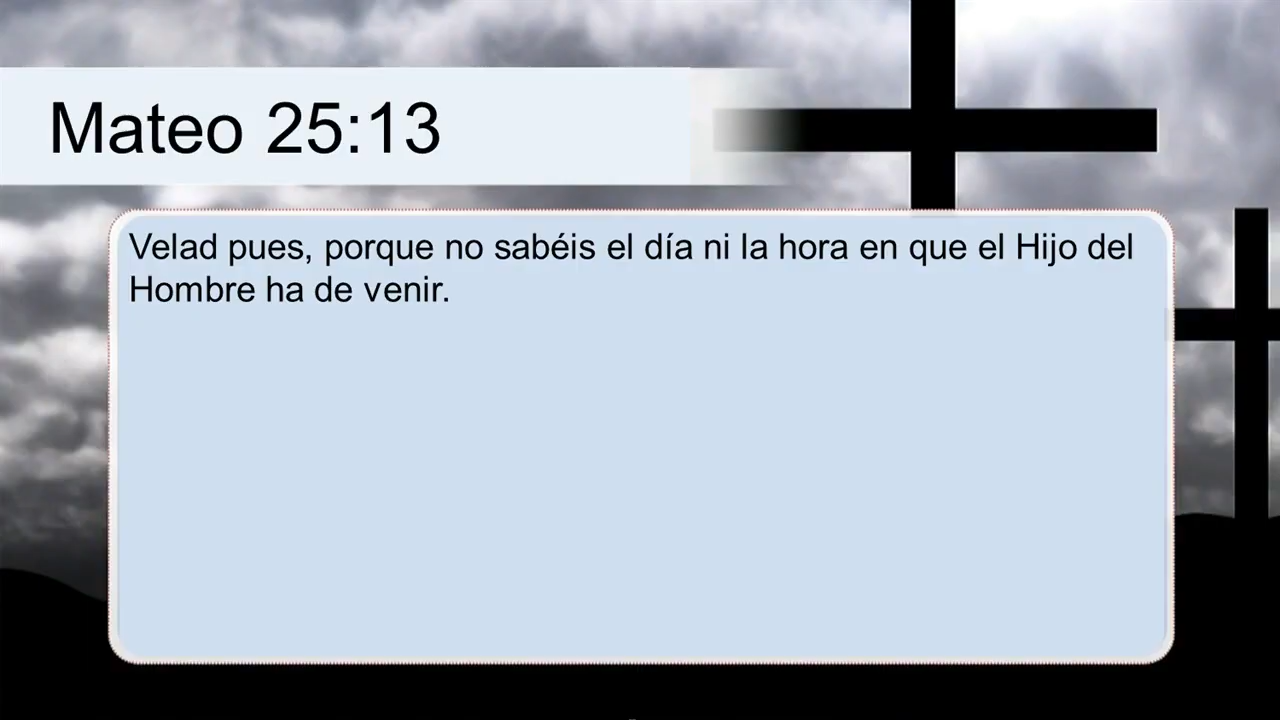 Mateo 25:13
Velad pues, porque no sabéis el día ni la hora en que el Hijo del
Hombre ha de venir.